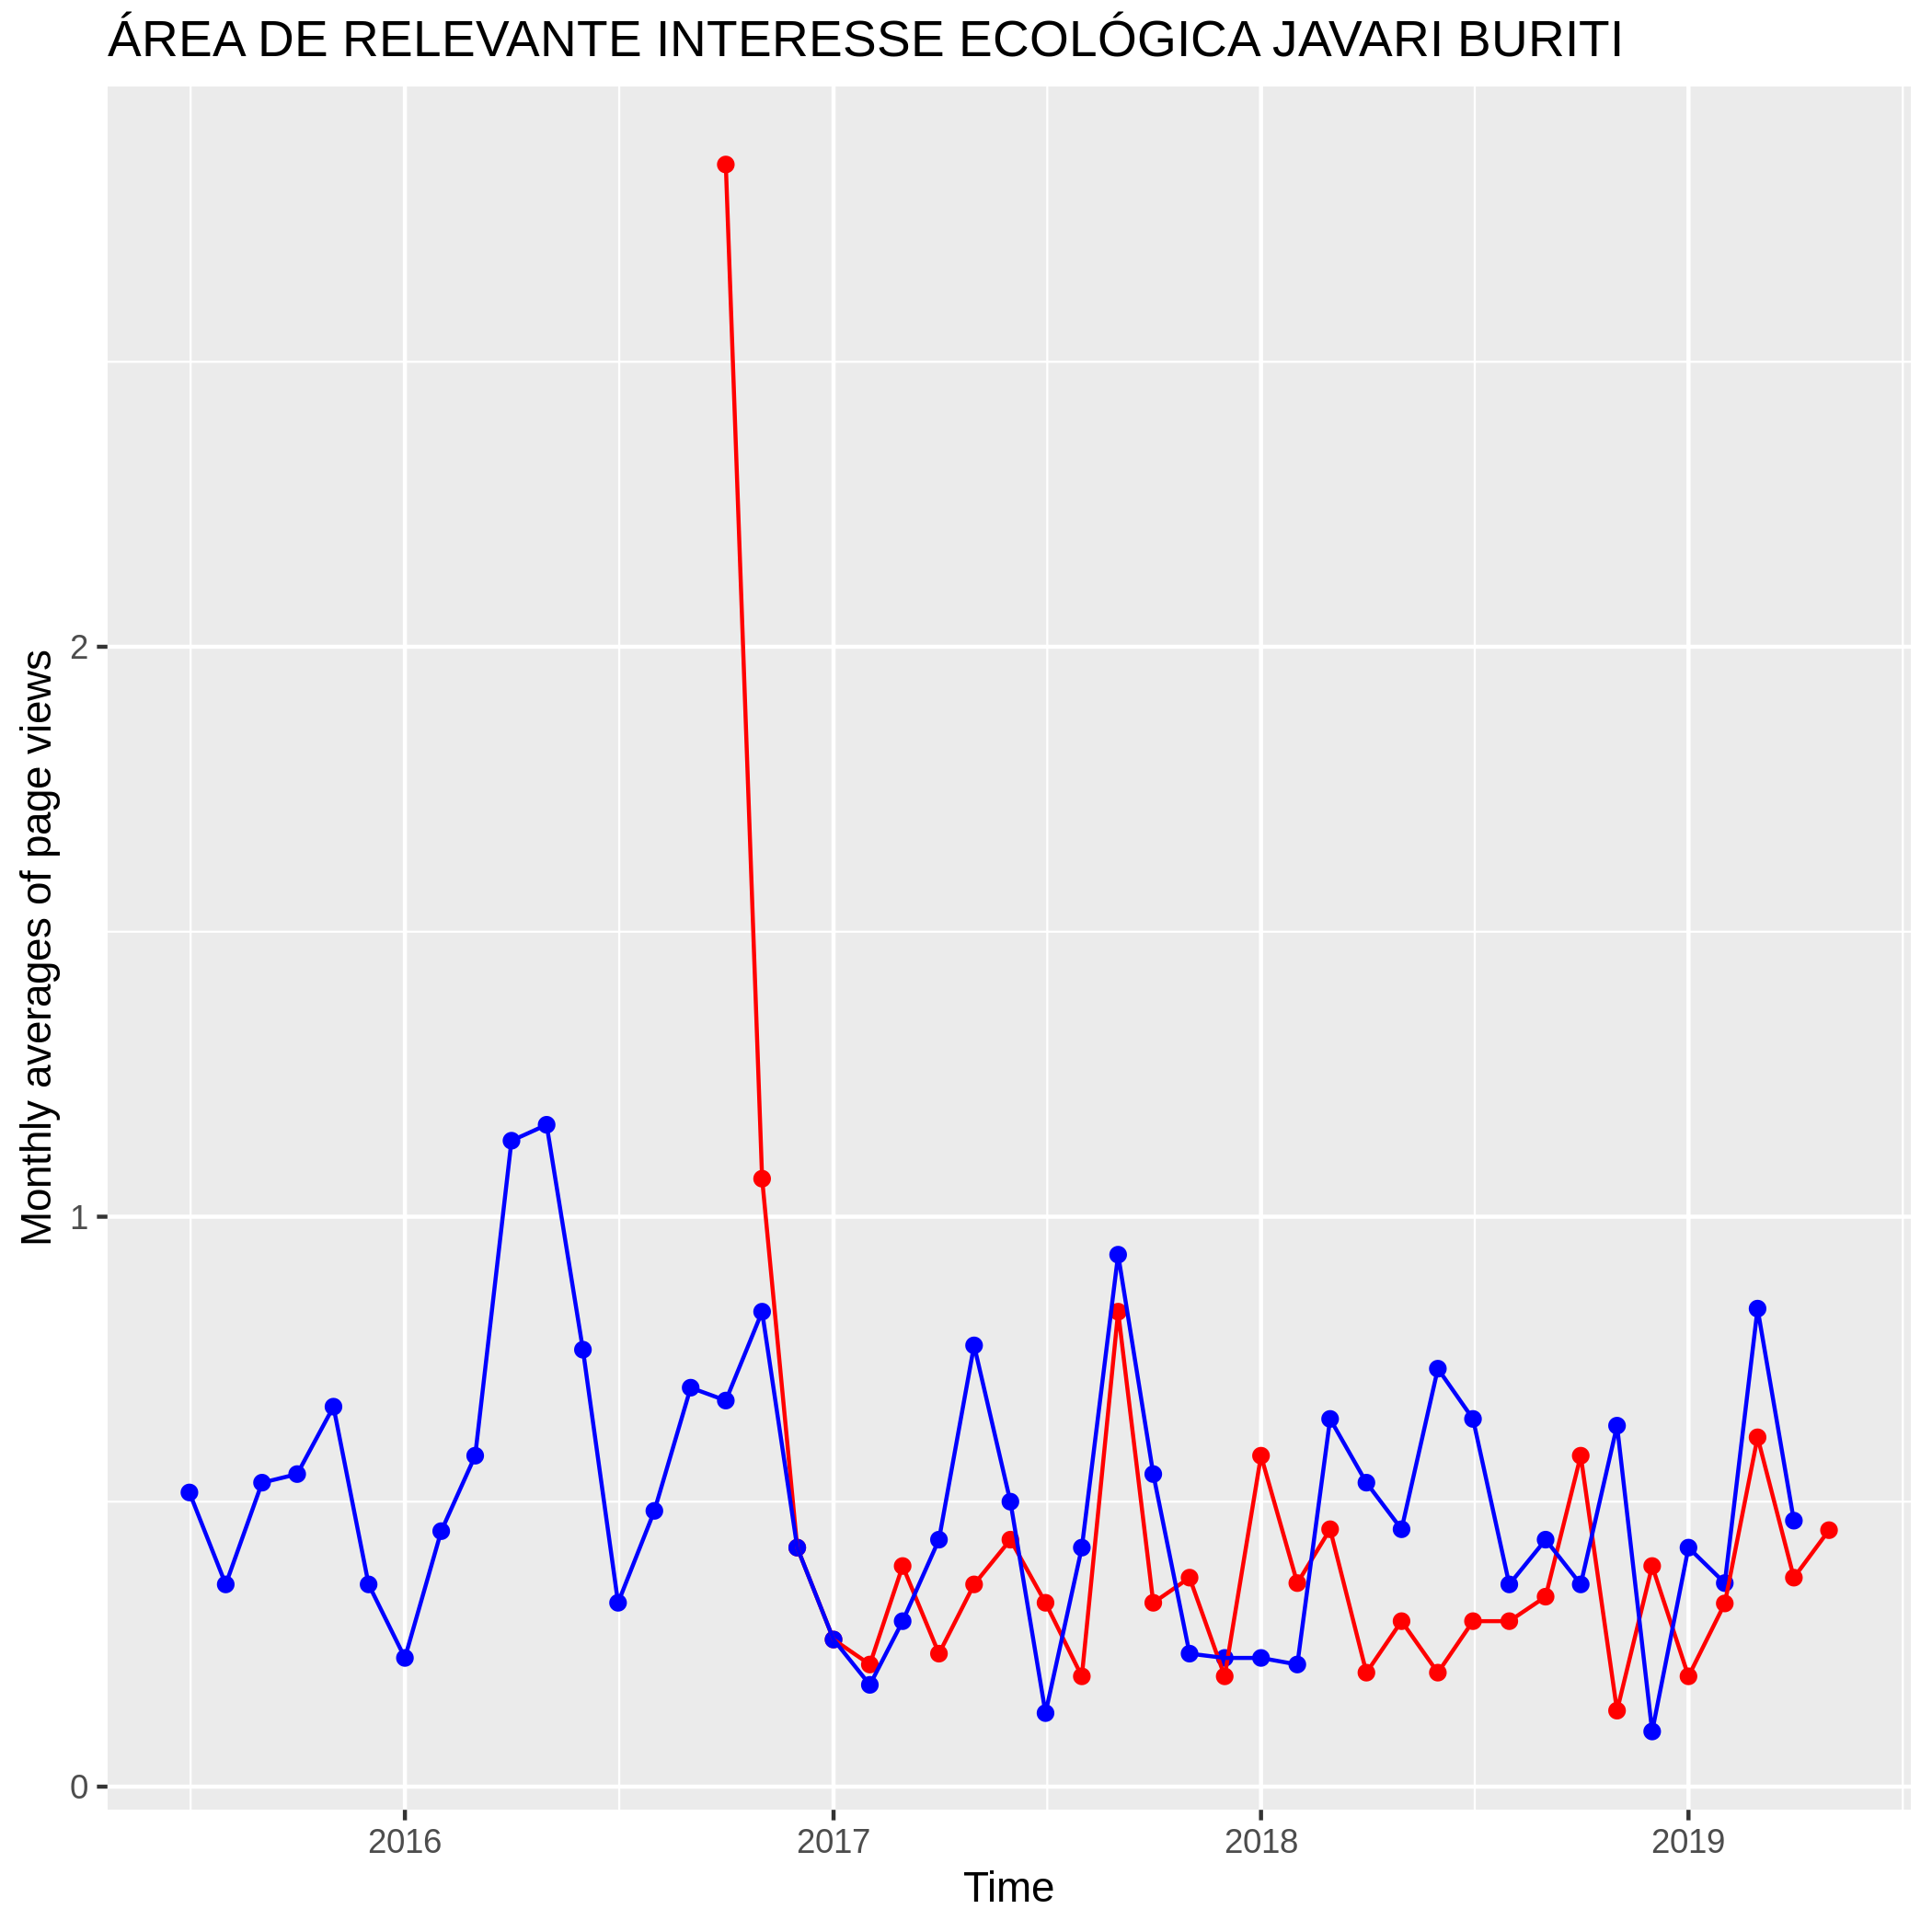 ÁREA DE RELEVANTE INTERESSE ECOLÓGICA JAVARI BURITI
Monthly averages of page views
2
1
0
2016
2017
2018
2019
Time